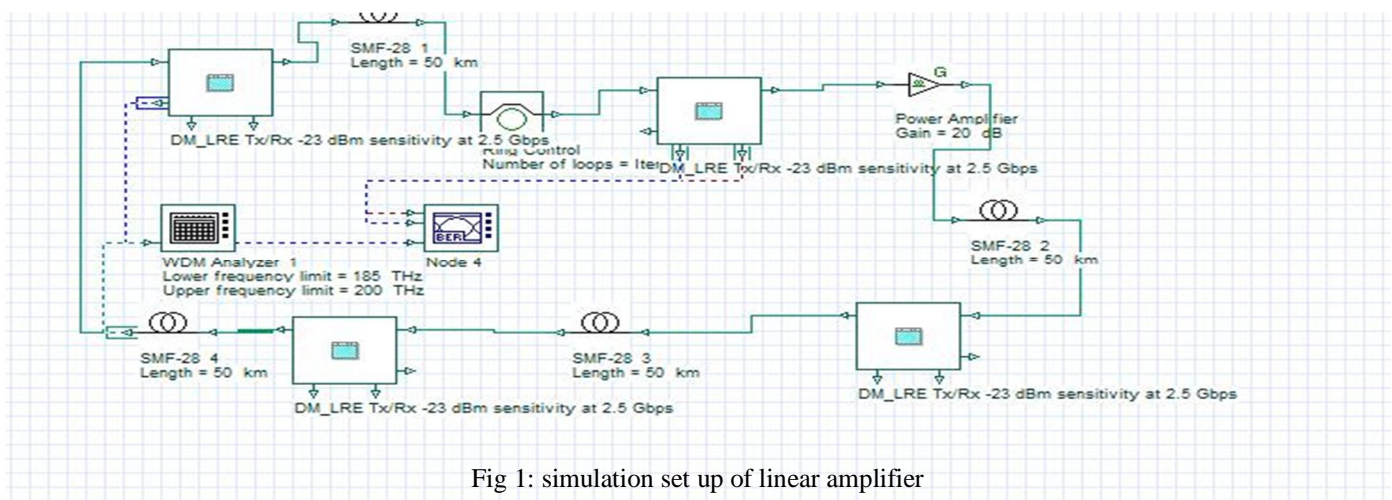 SMF-28 1
Length = 50 km
DM_LRE Tx/Rx -23 dBm sensitivity at 2.5 Gbps
Ring Control
Number of loops =
DM_LRE Tx/Rx -23 dBm sensitivity at 2.5 Gbps
G
Power Amplifier
Gain = 20 dB
SMF-28 2
Length = 50 km
WDM Analyzer 1
Lower frequency limit = 185 THz
Upper frequency limit = 200 THz
BER
Node 4
SMF-28 4
Length = 50 km
DM_LRE Tx/Rx -23 dBm sensitivity at 2.5 Gbps
SMF-28 3
Length = 50 km
DM_LRE Tx/Rx -23 dBm sensitivity at 2.5 Gbps
Fig 1: simulation set up of linear amplifier